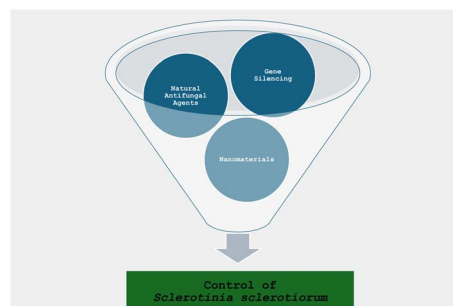 Gene
Silencing
Natural
Antifungal
Agents
Nanomaterials
Control of
Sclerotinia sclerotiorum